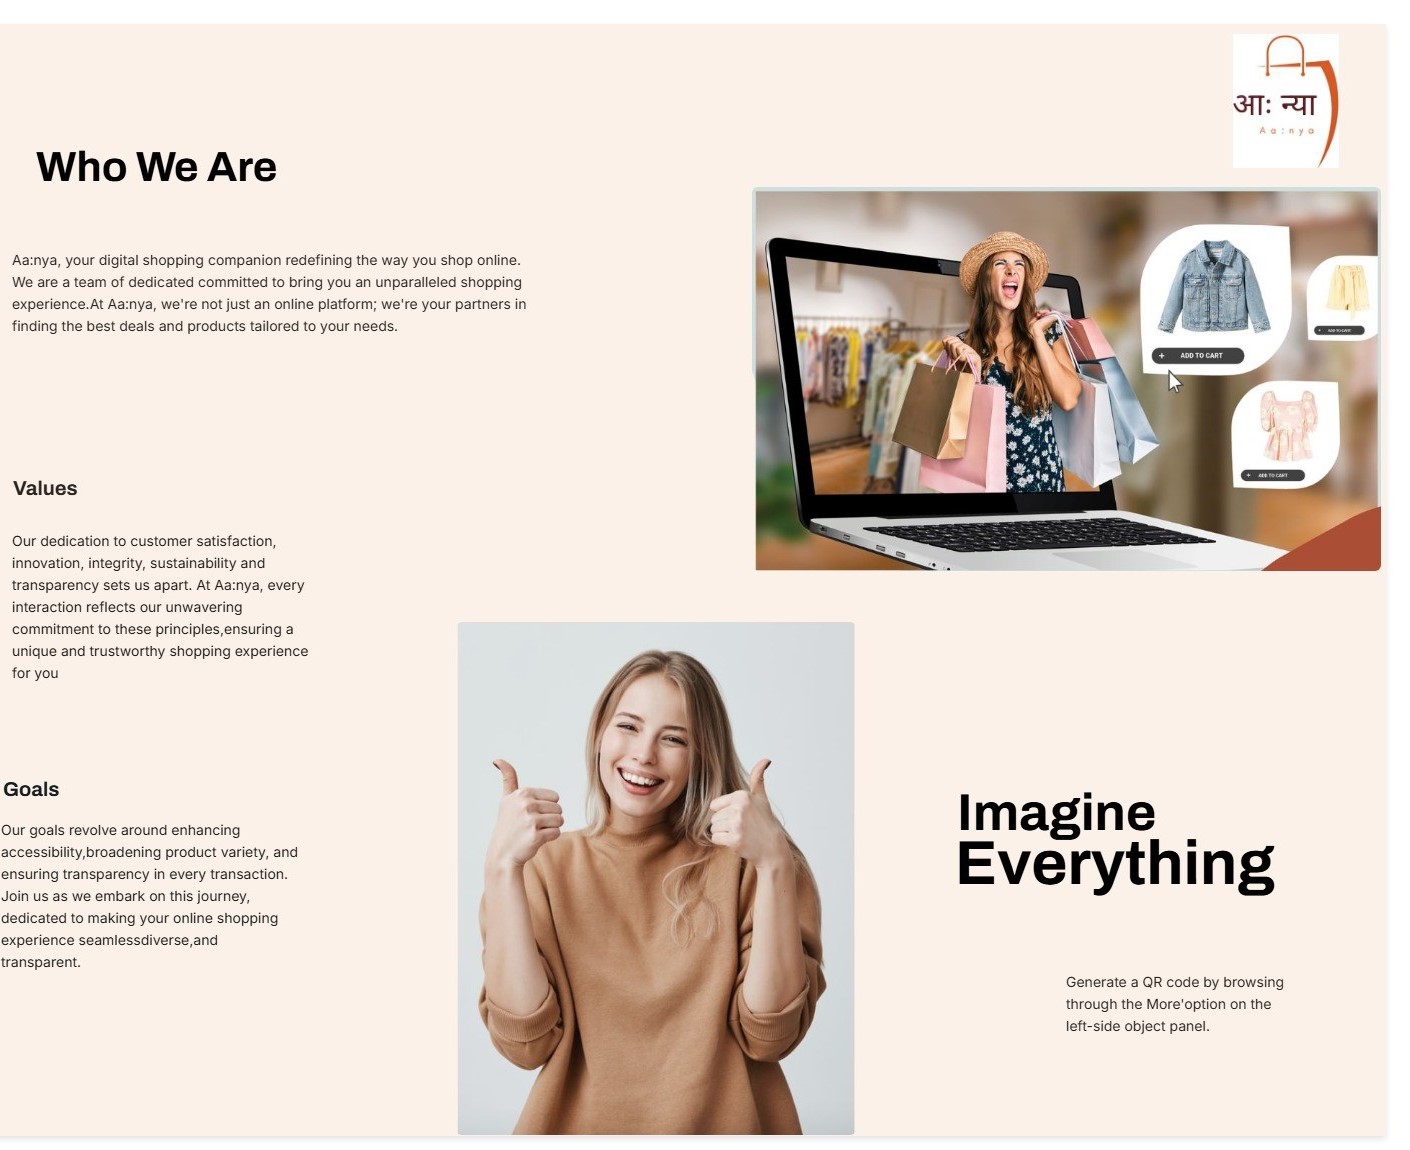 आः न्या
Aa:nya
Who We Are
Aa:nya, your digital shopping companion redefining the way you shop online.
We are a team of dedicated committed to bring you an unparalleled shopping
experience.At Aa:nya, we're not just an online platform; we're your partners in
finding the best deals and products tailored to your needs.
+ ADD TO CART
+ ADD TO CART
+ ADD TO CART
Values
Our dedication to customer satisfaction,
innovation, integrity, sustainability and
transparency sets us apart. At Aa:nya, every
interaction reflects our unwavering
commitment to these principles,ensuring a
unique and trustworthy shopping experience
for you
Goals
Our goals revolve around enhancing
accessibility,broadening product variety, and
ensuring transparency in every transaction.
Join us as we embark on this journey,
dedicated to making your online shopping
experience seamlessdiverse,and
transparent.
Imagine
Everything
Generate a QR code by browsing
through the More'option on the
left-side object panel.